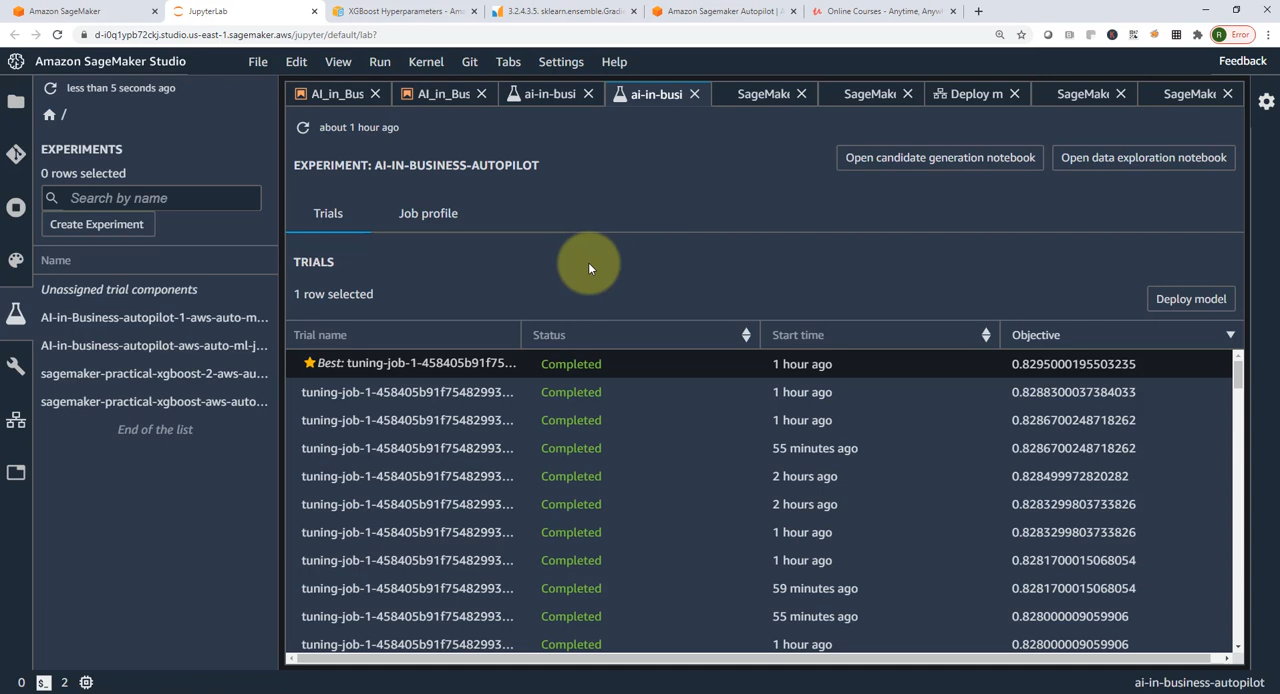 Amazon SageMaker
JupyterLab
XGBoost Hyperparameters - Ama
3.2.4.3.5. sklearn.ensemble.Gradie
Amazon Sagemaker Autopilot | A
Online Courses - Anytime, Anywh
d-i0q1ypb72ckj.studio.us-east-1.sagemaker.aws/jupyter/default/lab?
R Error
Amazon SageMaker Studio
File Edit View Run Kernel Git Tabs Settings Help
Feedback
less than 5 seconds ago
/
EXPERIMENTS
0 rows selected
Search by name
Create Experiment
Name
Unassigned trial components
AI-in-Business-autopilot-1-aws-auto-m...
AI-in-business-autopilot-aws-auto-ml-j...
sagemaker-practical-xgboost-2-aws-au...
sagemaker-practical-xgboost-aws-auto...
End of the list
AI_in_Bus AI_in_Bus ai-in-busi ai-in-busi SageMake SageMake Deploy m SageMake SageMake
about 1 hour ago
EXPERIMENT: AI-IN-BUSINESS-AUTOPILOT
Open candidate generation notebook
Open data exploration notebook
Trials Job profile
TRIALS
1 row selected
Deploy model
Trial name Status Start time Objective
Best: tuning-job-1-458405b91f75... Completed 1 hour ago 0.8295000195503235
tuning-job-1-458405b91f75482993... Completed 1 hour ago 0.8288300037384033
tuning-job-1-458405b91f75482993... Completed 1 hour ago 0.8286700248718262
tuning-job-1-458405b91f75482993... Completed 55 minutes ago 0.8286700248718262
tuning-job-1-458405b91f75482993... Completed 2 hours ago 0.828499972820282
tuning-job-1-458405b91f75482993... Completed 2 hours ago 0.8283299803733826
tuning-job-1-458405b91f75482993... Completed 1 hour ago 0.8283299803733826
tuning-job-1-458405b91f75482993... Completed 1 hour ago 0.8281700015068054
tuning-job-1-458405b91f75482993... Completed 59 minutes ago 0.8281700015068054
tuning-job-1-458405b91f75482993... Completed 55 minutes ago 0.828000009059906
tuning-job-1-458405b91f75482993... Completed 1 hour ago 0.828000009059906
0 2
ai-in-business-autopilot